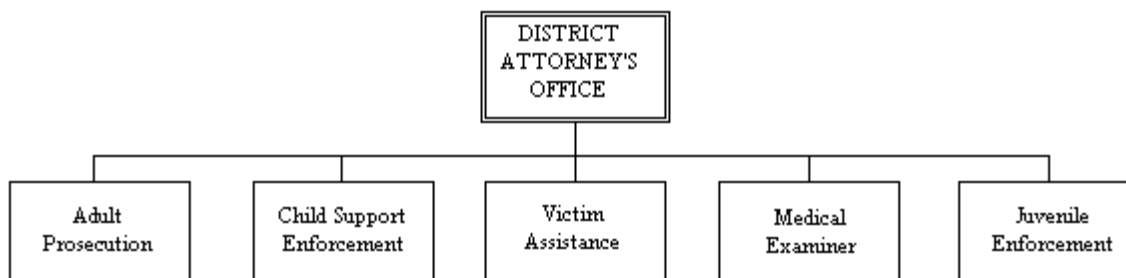 DISTRICT
ATTORNEY'S
OFFICE
Adult
Prosecution
Child Support
Enforcement
Victim
Assistance
Medical
Examiner
Juvenile
Enforcement